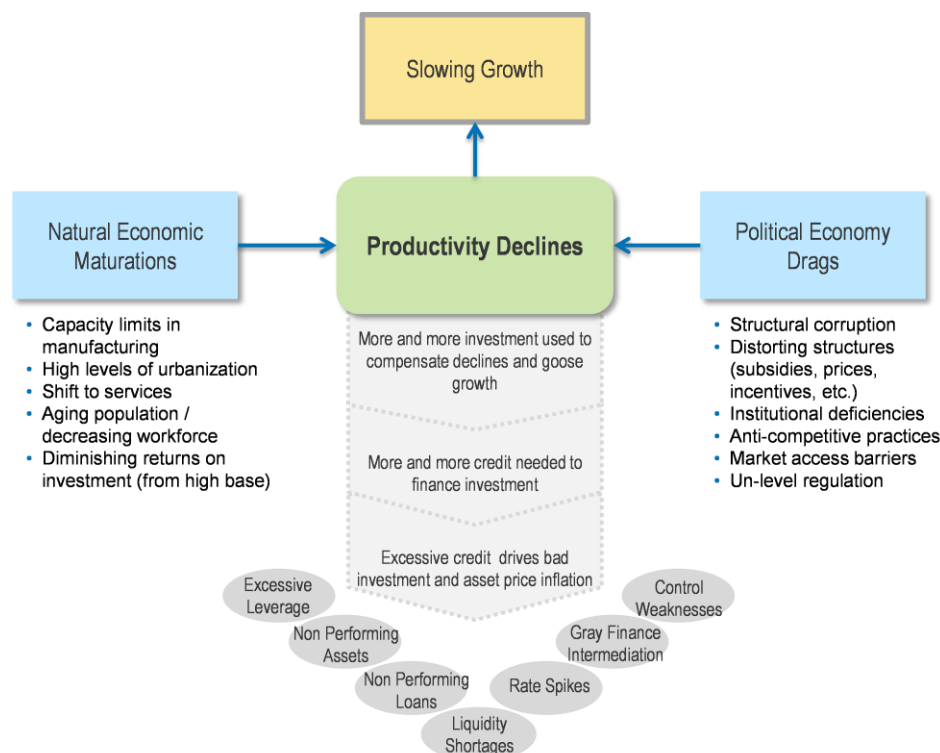 Slowing Growth
Natural Economic
Maturations
Productivity Declines
Political Economy
Drags
• Capacity limits in
manufacturing
• High levels of urbanization
• Shift to services
• Aging population /
decreasing workforce
• Diminishing returns on
investment (from high base)
More and more investment used to
compensate declines and goose
growth
More and more credit needed to
finance investment
Excessive credit drives bad
investment and asset price inflation
• Structural corruption
• Distorting structures
(subsidies, prices,
incentives, etc.)
• Institutional deficiencies
• Anti-competitive practices
• Market access barriers
• Un-level regulation
Excessive
Leverage
Non Performing
Assets
Non Performing
Loans
Liquidity
Shortages
Rate Spikes
Gray Finance
Intermediation
Control
Weaknesses